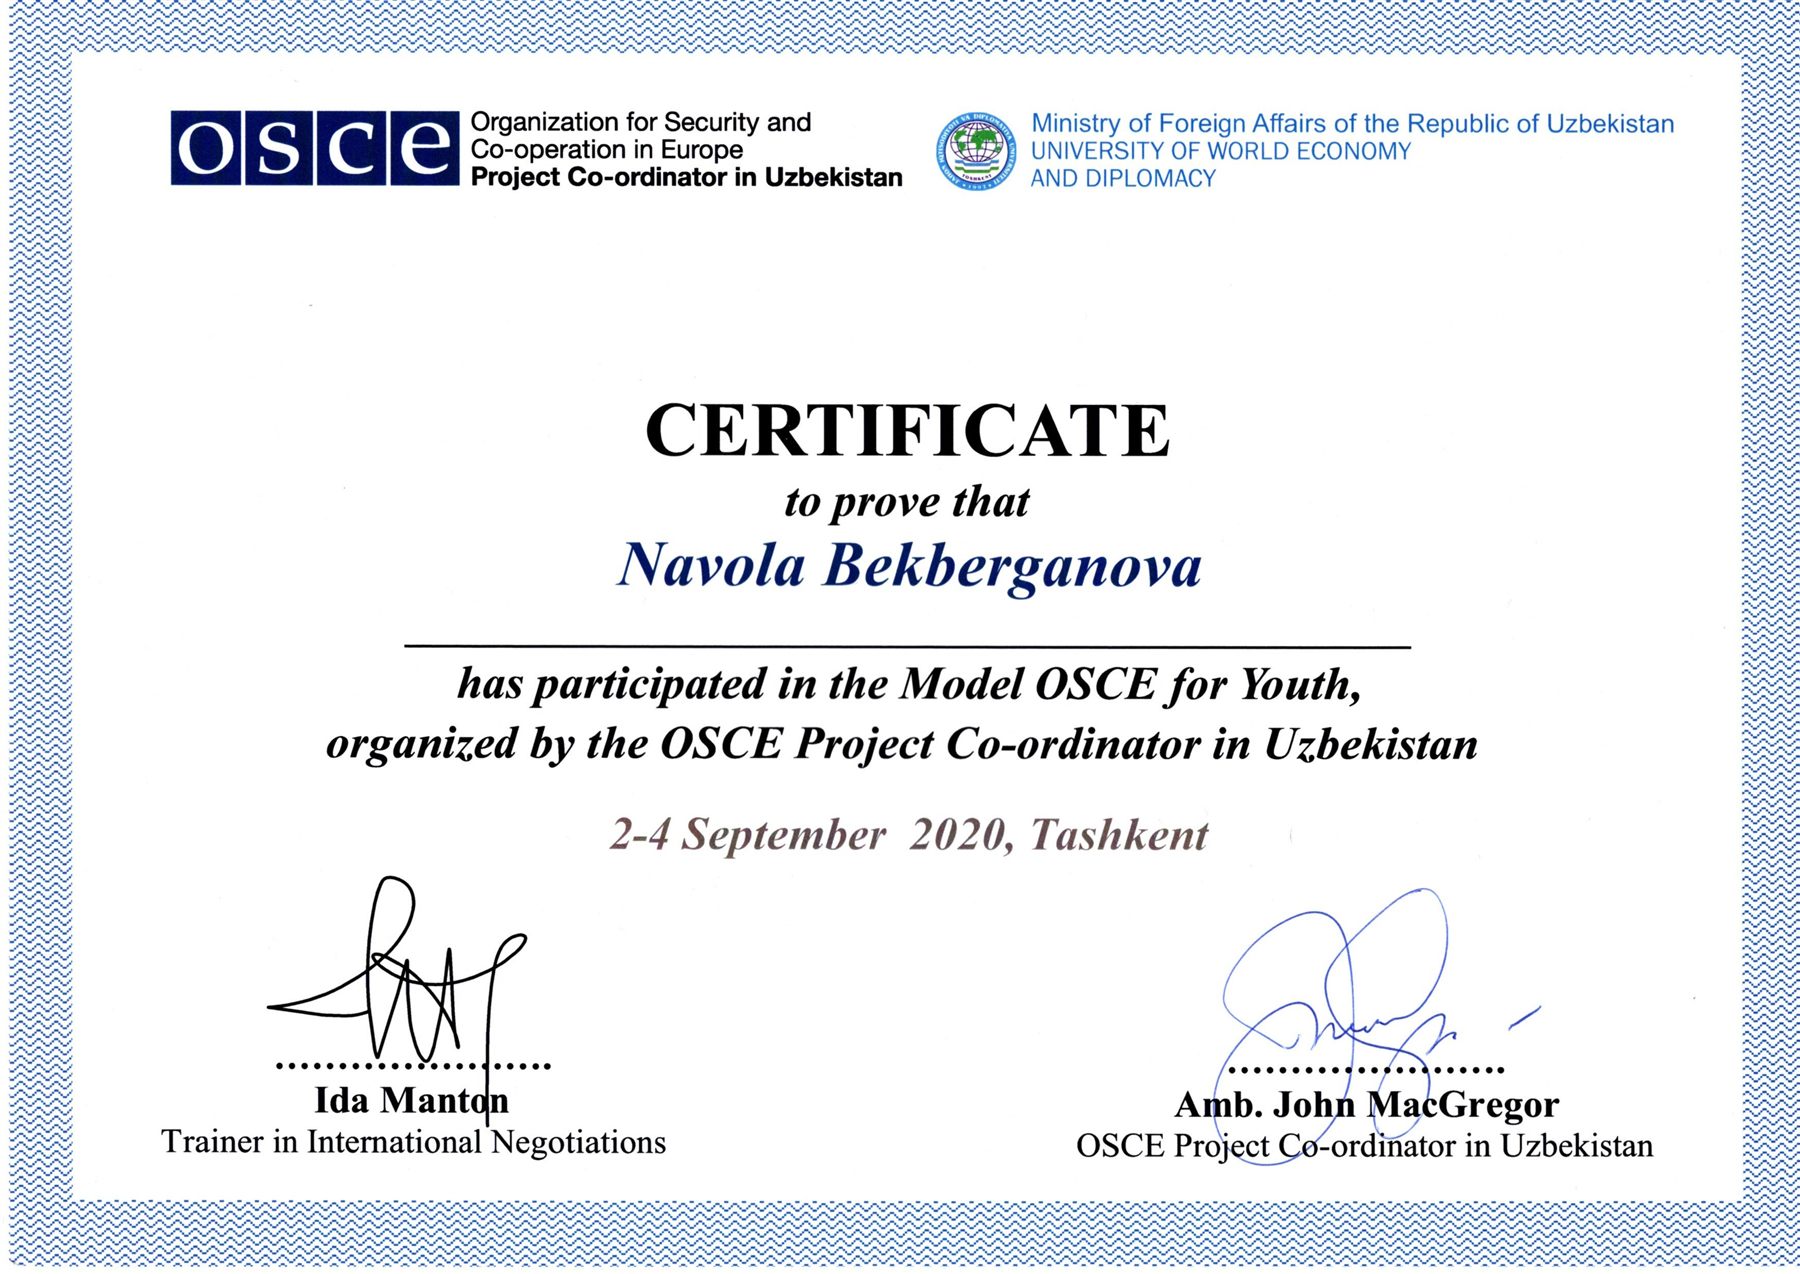 osce
Organization for Security and
Co-operation in Europe
Project Co-ordinator in Uzbekistan
Ministry of Foreign Affairs of the Republic of Uzbekistan
UNIVERSITY OF WORLD ECONOMY
AND DIPLOMACY
CERTIFICATE
to prove that
Navola Bekberganova
has participated in the Model OSCE for Youth,
organized by the OSCE Project Co-ordinator in Uzbekistan
2-4 September 2020, Tashkent
Ida Manton
Trainer in International Negotiations
Amb. John MacGregor
OSCE Project Co-ordinator in Uzbekistan